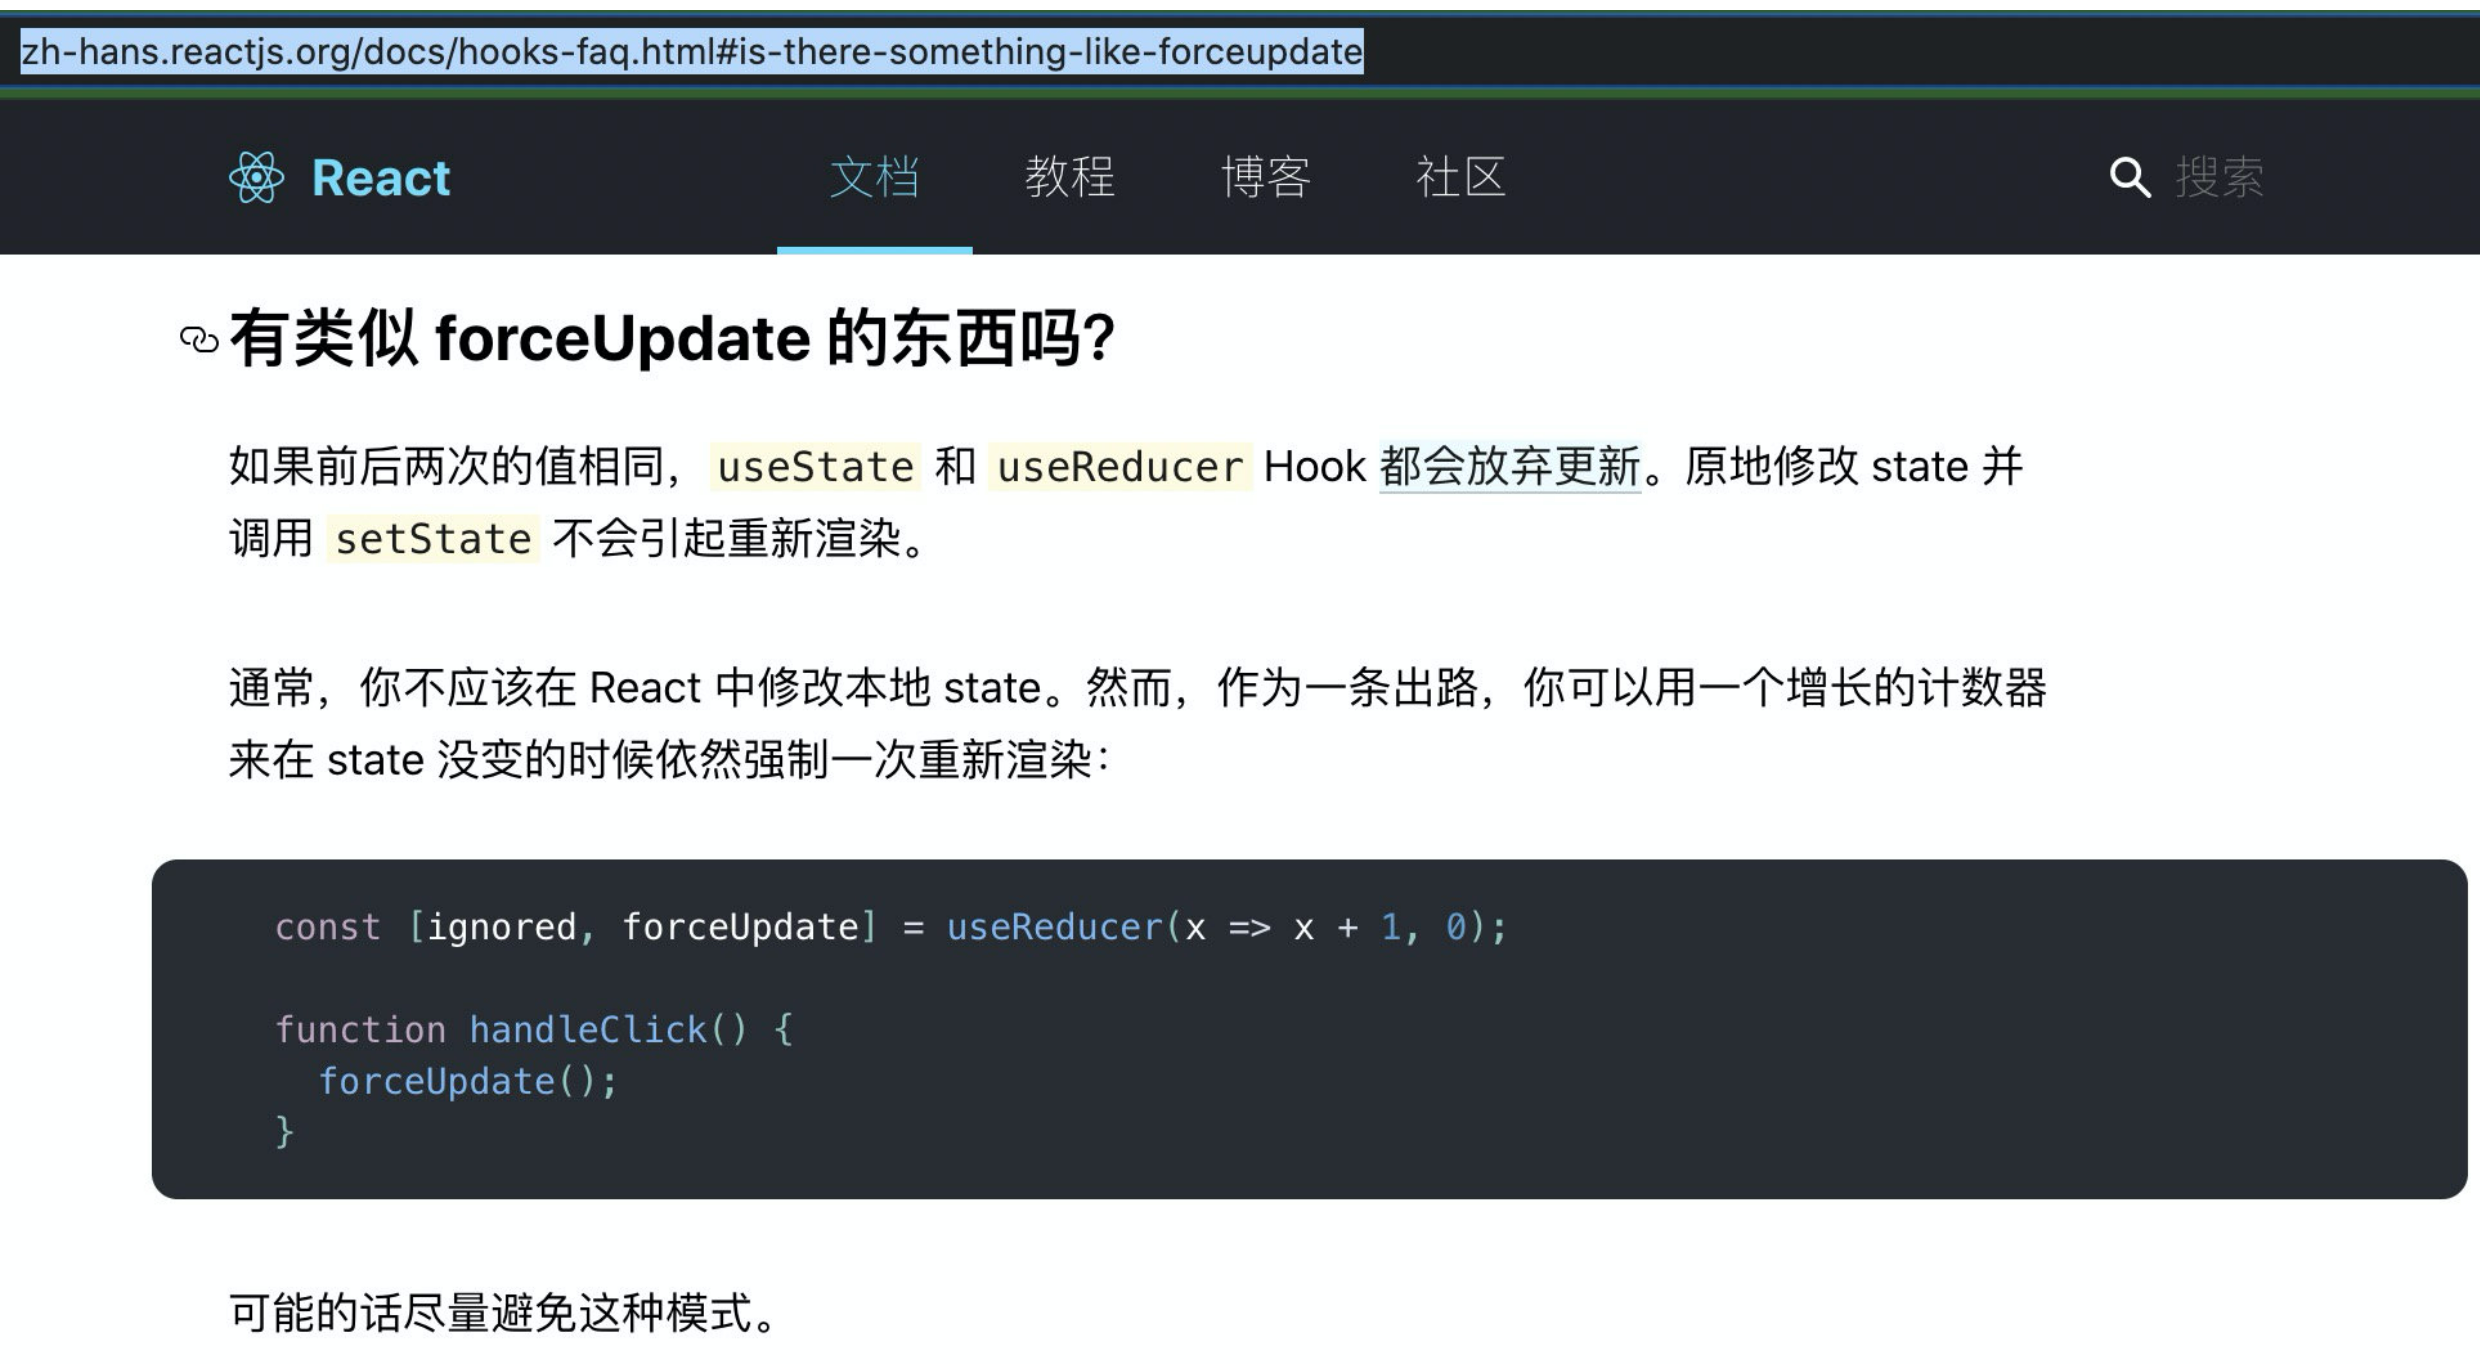 zh-hans.reactjs.org/docs/hooks-faq.html#is-there-something-like-forceupdate
React 文档 教程 博客 社区 搜索
有类似 forceUpdate 的东西吗?
如果前后两次的值相同， useState 和 useReducer Hook 都会放弃更新。原地修改 state 并
调用 setState 不会引起重新渲染。
通常，你不应该在 React 中修改本地 state。然而，作为一条出路，你可以用一个增长的计数器
来在 state 没变的时候依然强制一次重新渲染：
const [ignored, forceUpdate] = useReducer(x => x + 1, 0);
function handleClick() {
  forceUpdate();
}
可能的话尽量避免这种模式。